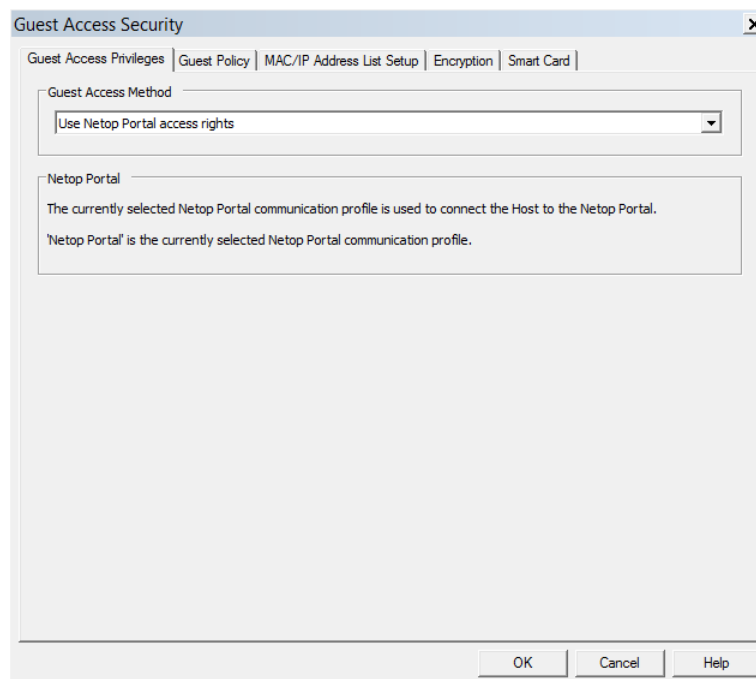 Guest Access Security
Guest Access Privileges Guest Policy MAC/IP Address List Setup Encryption Smart Card
Guest Access Method
Use Netop Portal access rights
Netop Portal
The currently selected Netop Portal communication profile is used to connect the Host to the Netop Portal.
'Netop Portal' is the currently selected Netop Portal communication profile.
OK Cancel Help